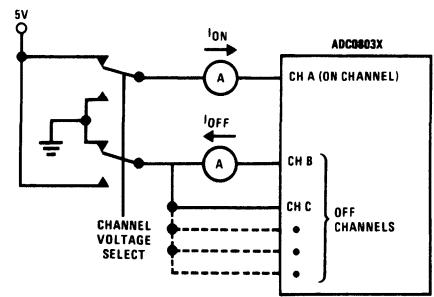 5V
ION
ADC0803X
A
CH A (ON CHANNEL)
IOFF
A
CH B
CH C
OFF
CHANNELS
CHANNEL
VOLTAGE
SELECT